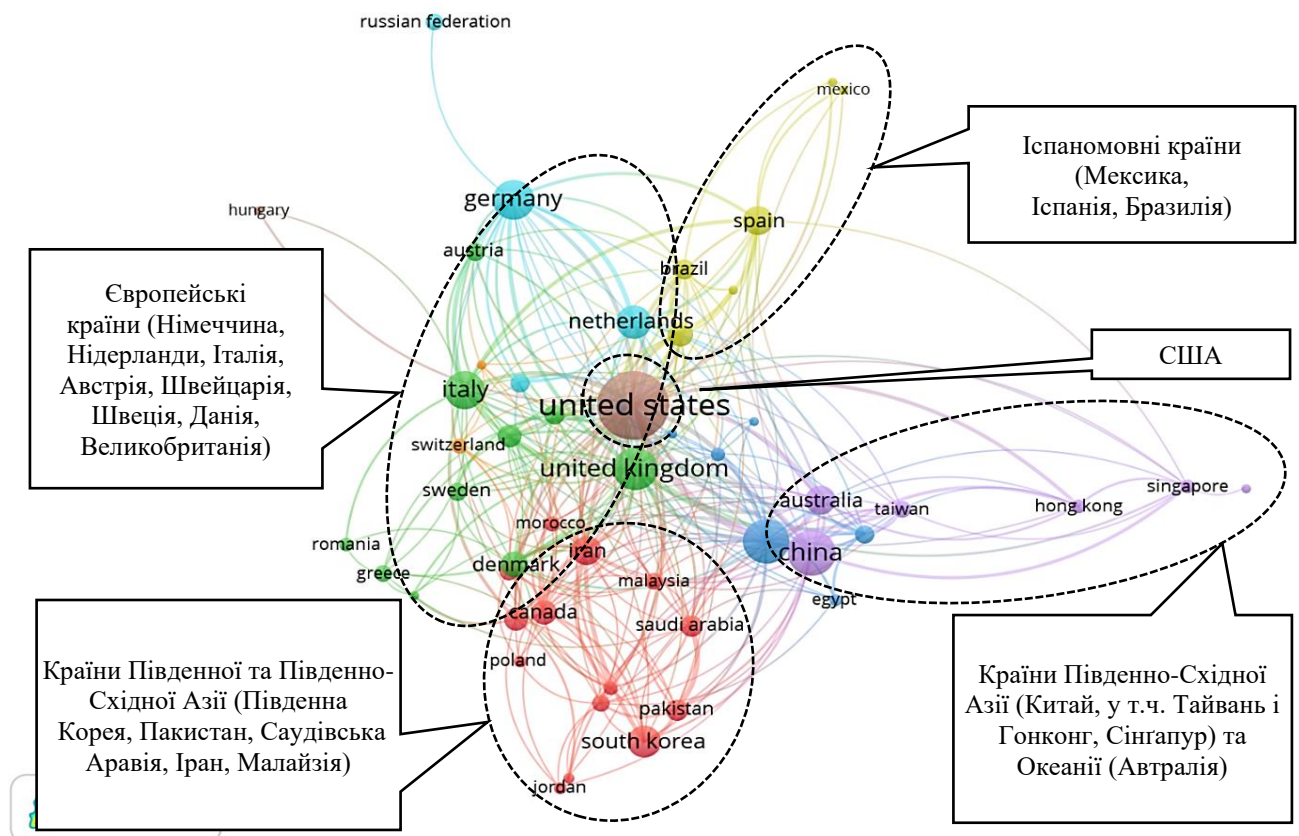 russian federation
mexico
Іспаномовні країни
(Мексика,
Іспанія, Бразилія)
germany
hungary
spain
austria
brazil
Європейські
країни (Німеччина,
Нідерланди, Італія,
Австрія, Швейцарія,
Швеція, Данія,
Великобританія)
netherlands
США
italy
united states
switzerland
united kingdom
sweden
australia
taiwan
hong kong
singapore
morocco
romania
iran
china
denmark
greece
malaysia
egypt
canada
saudi arabia
poland
Країни Південної та Південно-
Східної Азії (Південна
Корея, Пакистан, Саудівська
Аравія, Іран, Малайзія)
pakistan
south korea
jordan
Країни Південно-Східної
Азії (Китай, у т.ч. Тайвань і
Гонконг, Сінґапур) та
Океанії (Автралія)